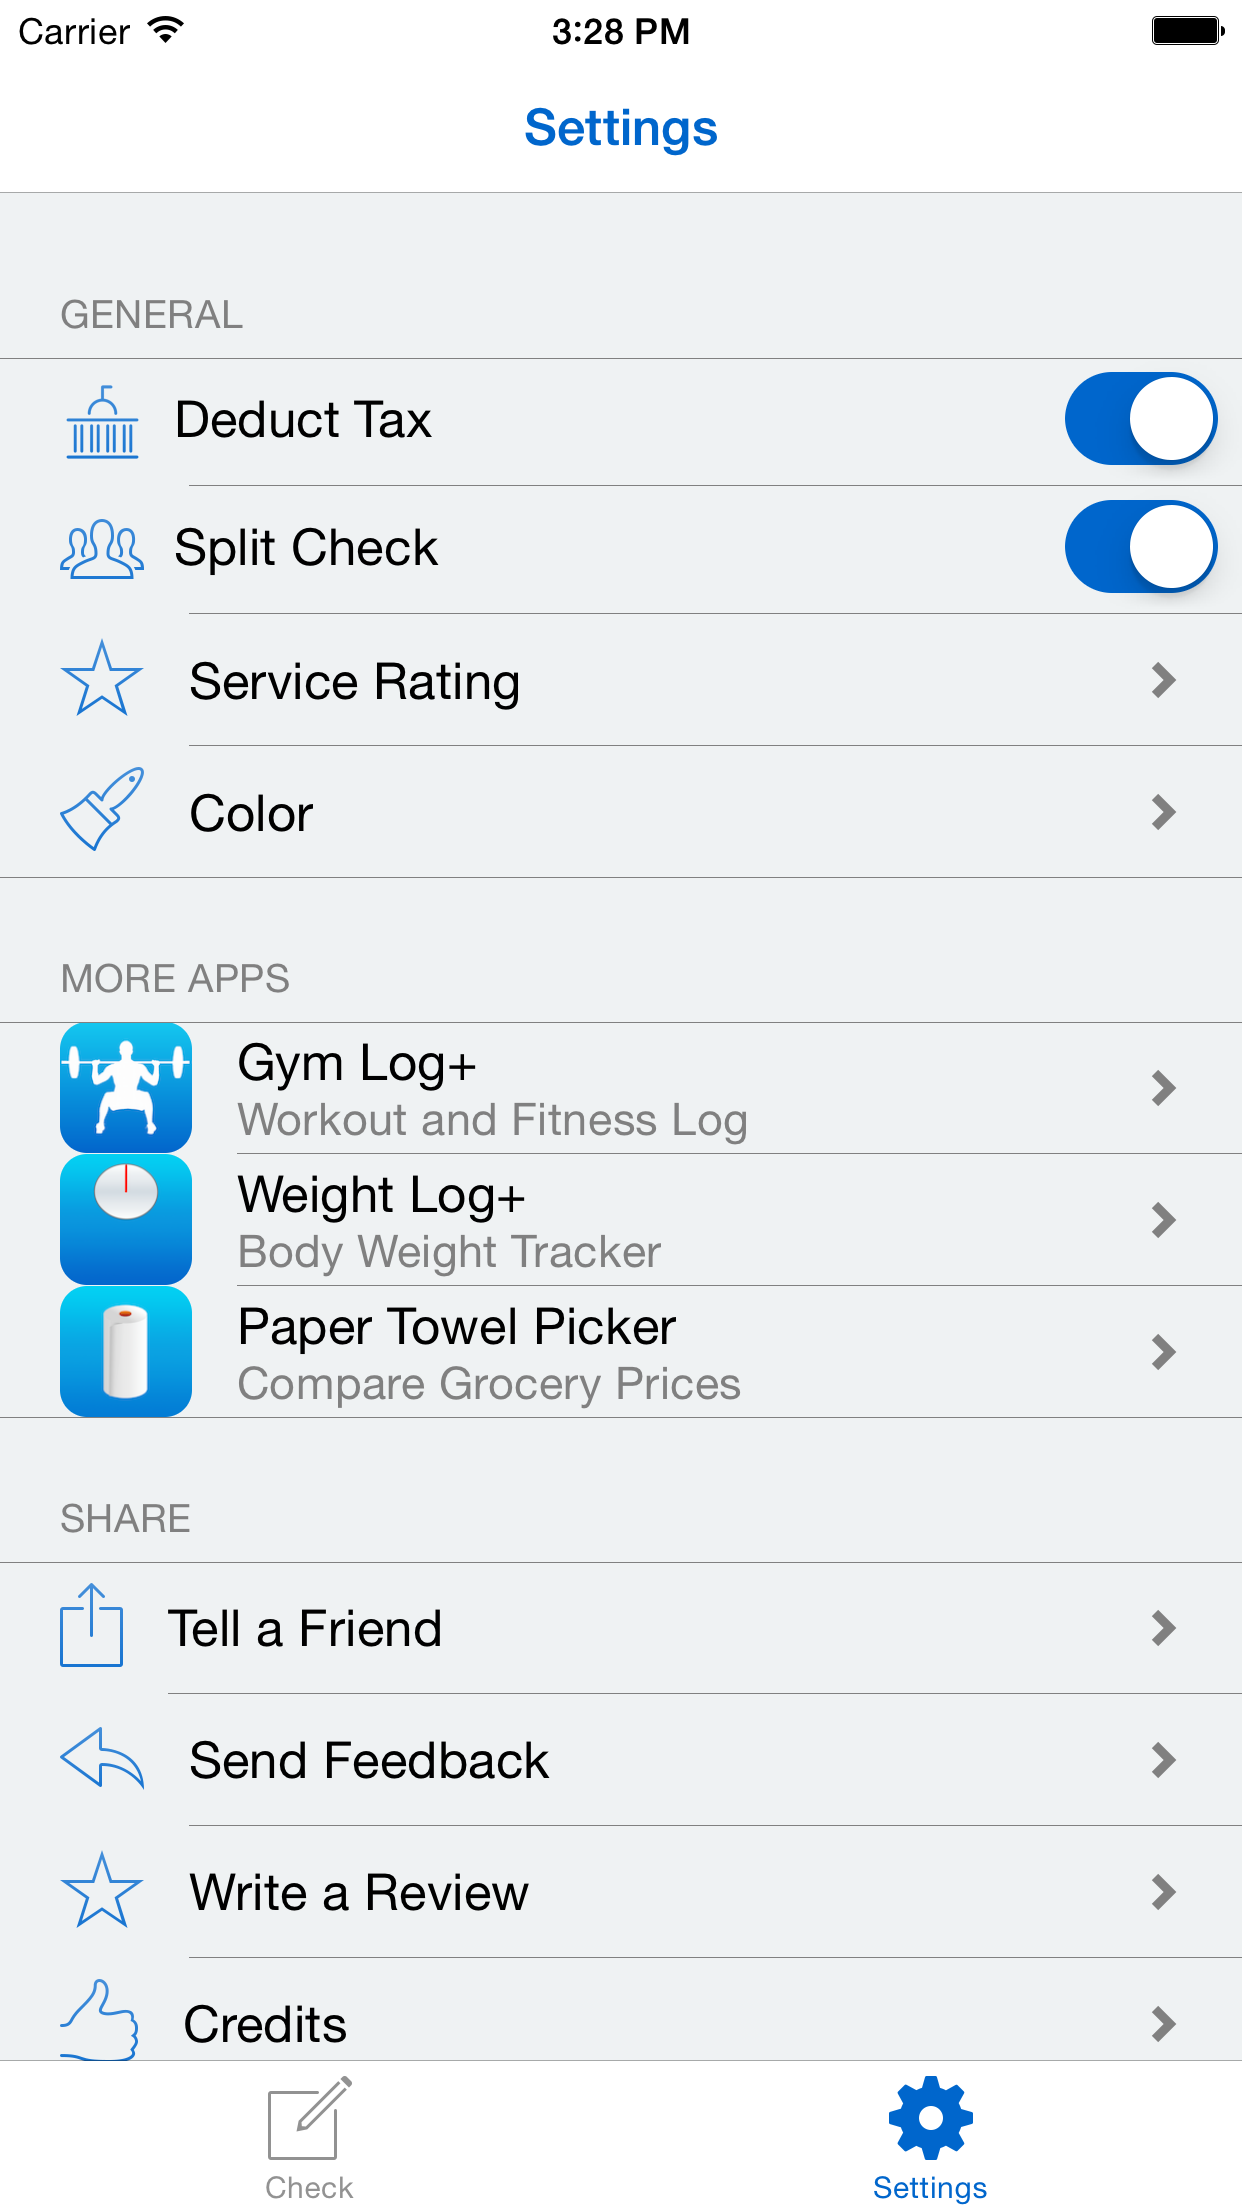 Carrier 3:28 PM
Settings
GENERAL
Deduct Tax
Split Check
Service Rating
Color
MORE APPS
Gym Log+
Workout and Fitness Log
Weight Log+
Body Weight Tracker
Paper Towel Picker
Compare Grocery Prices
SHARE
Tell a Friend
Send Feedback
Write a Review
Credits
Check Settings